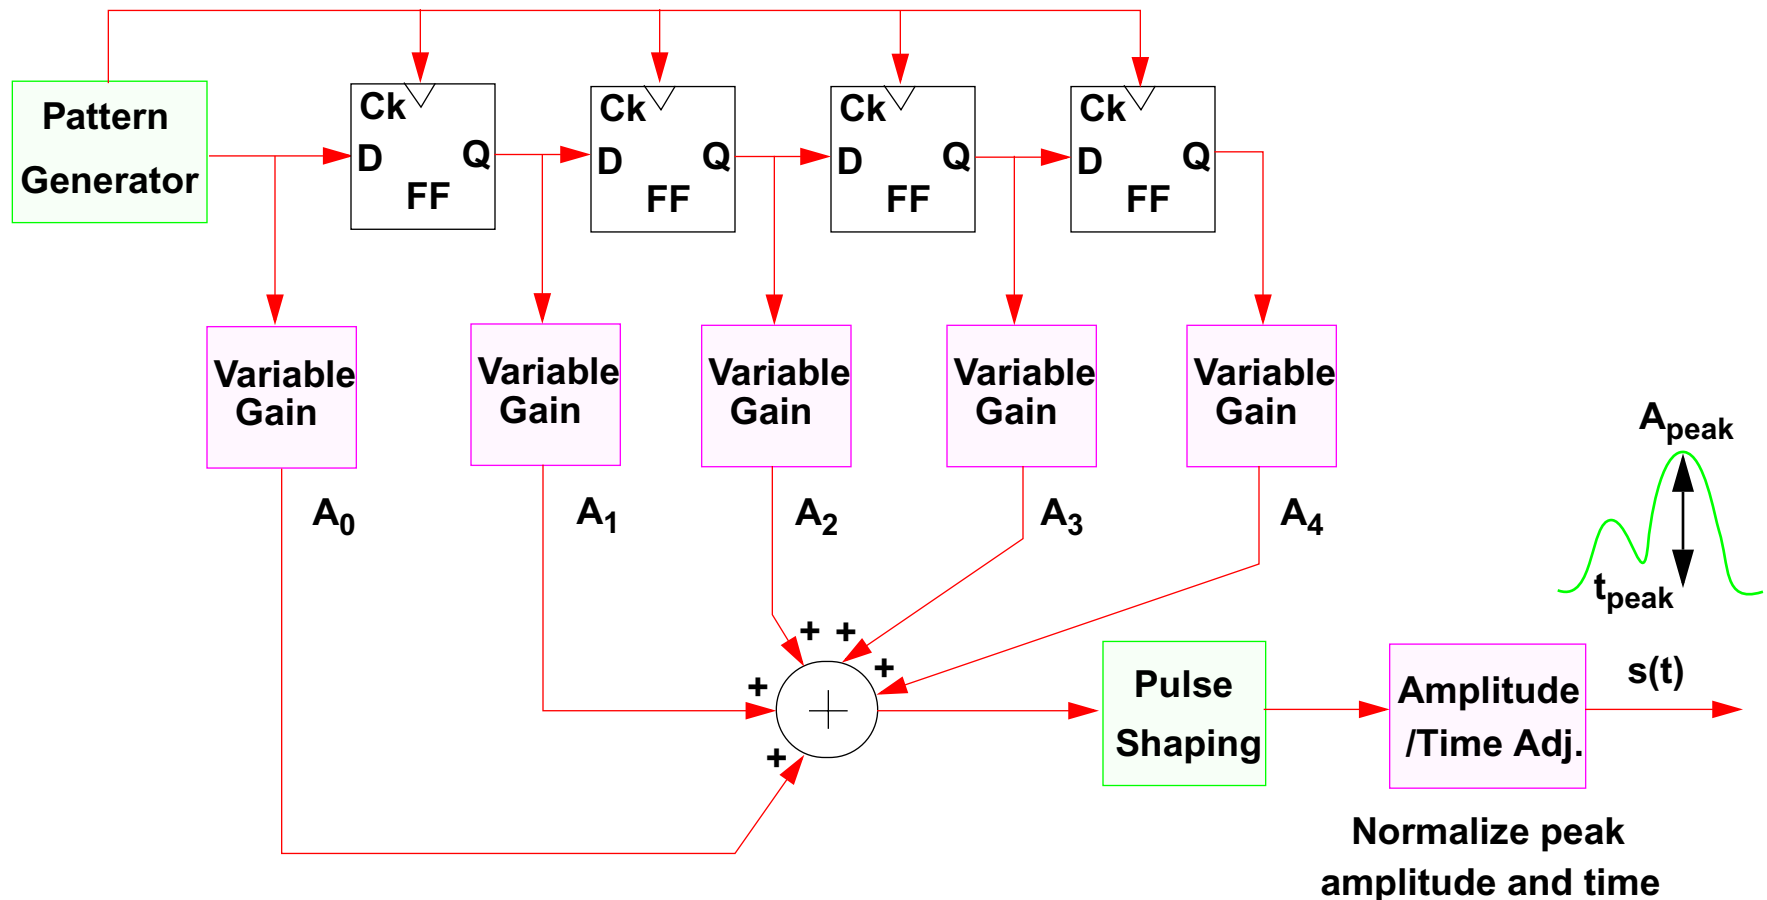 Pattern
Generator
Ck
D
Q
FF
Ck
D
Q
FF
Ck
D
Q
FF
Ck
D
Q
FF
Variable
Gain
Variable
Gain
Variable
Gain
Variable
Gain
Variable
Gain
A0
A1
A2
A3
A4
Apeak
tpeak
+
+
+
+
+
Pulse
Shaping
Amplitude
/Time Adj.
s(t)
Normalize peak
amplitude and time